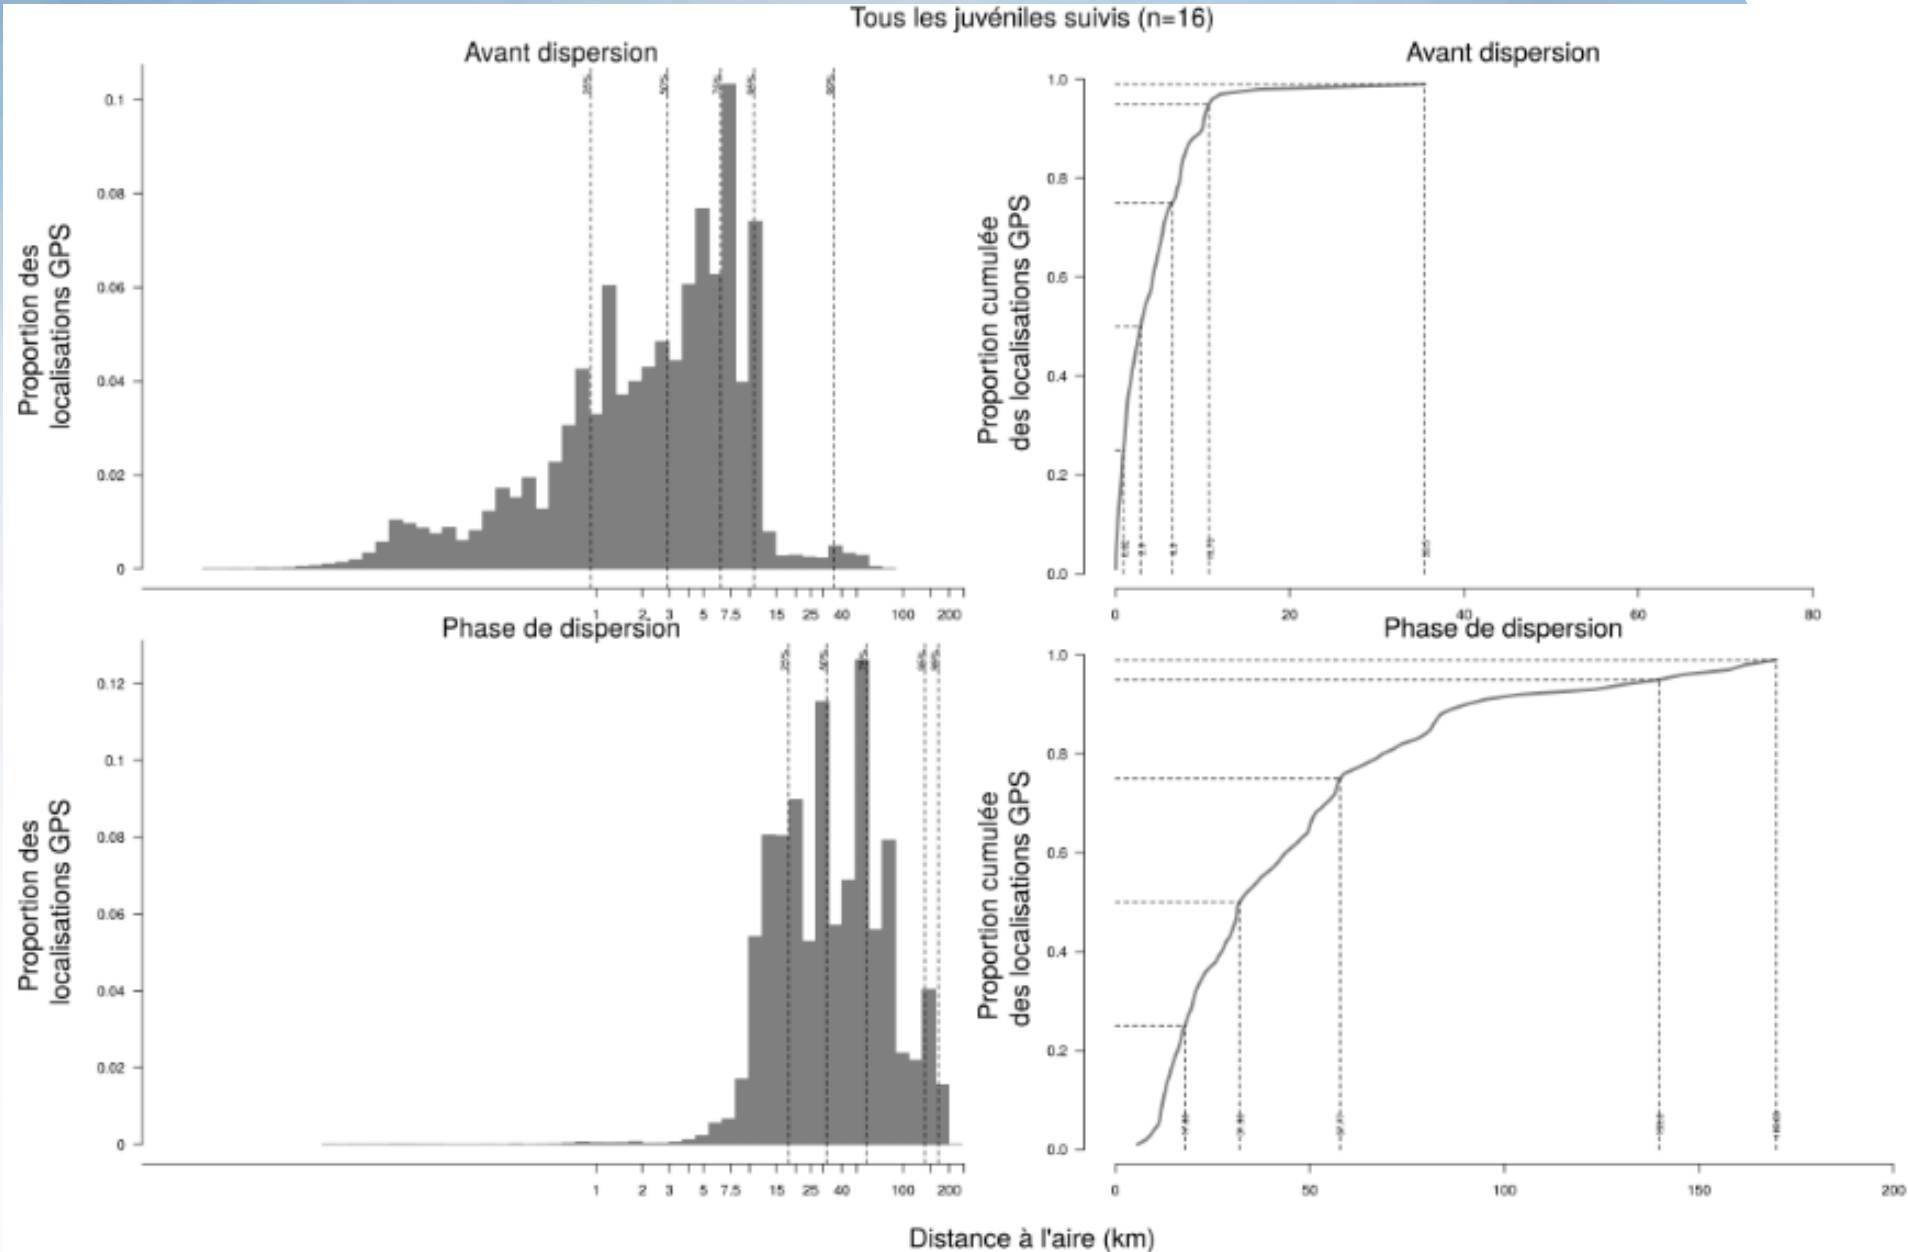 Tous les juvéniles suivis (n=16)
Avant dispersion
25%
50%
0.1
0.08
0.06
0.04
0.02
0
Proportion des
localisations GPS
1 2 3 5 7.5 15 25 40 100 200
Avant dispersion
1.0
0.8
0.6
0.4
0.2
0.0
Proportion cumulée
des localisations GPS
0 20 40 60 80
Phase de dispersion
25%
50%
0.12
0.1
0.08
0.06
0.04
0.02
0
Proportion des
localisations GPS
1 2 3 5 7.5 15 25 40 100 200
Phase de dispersion
1.0
0.8
0.6
0.4
0.2
0.0
Proportion cumulée
des localisations GPS
0 50 100 150 200
Distance à l'aire (km)